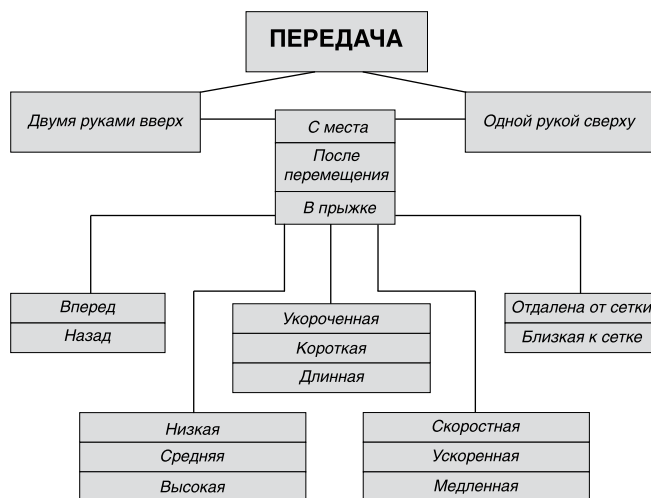 ПЕРЕДАЧА
Двумя руками вверх
Одной рукой сверху
С места
После
перемещения
В прыжке
Вперед
Назад
Укороченная
Короткая
Длинная
Отдалена от сетки
Близкая к сетке
Низкая
Средняя
Высокая
Скоростная
Ускоренная
Медленная